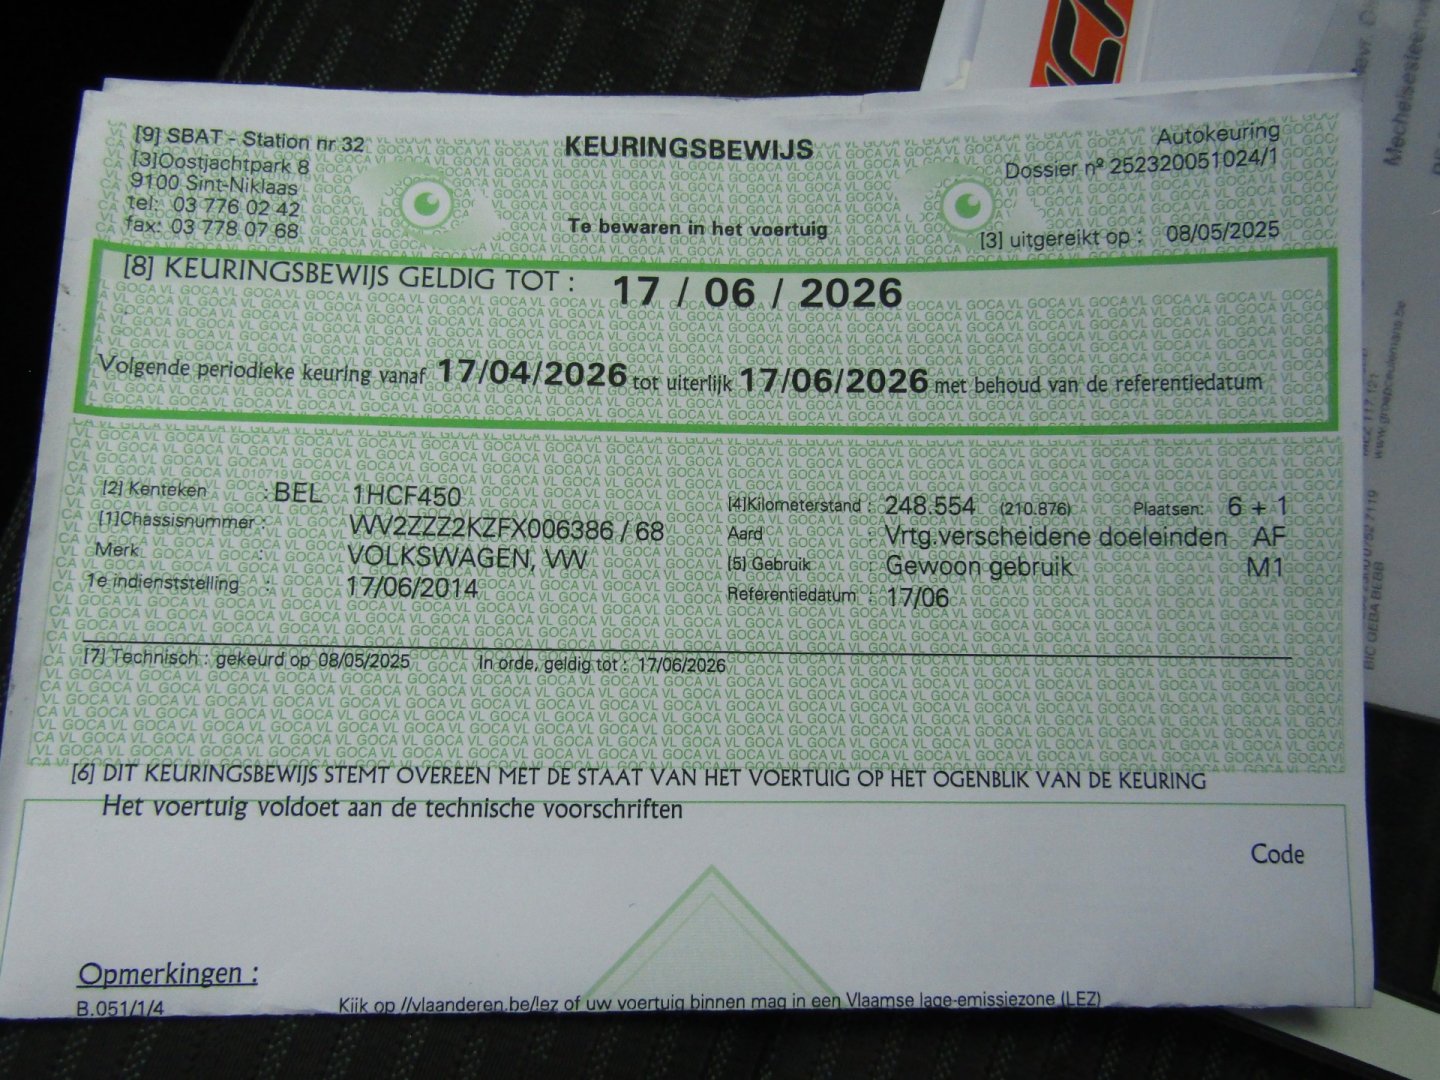 [9] SBAT - Station nr 32
[3]Oostjachtpark 8
9100 Sint-Niklaas
tel: 03 776 02 42
fax: 03 778 07 68
KEURINGSBEWIJS
Te bewaren in het voertuig
Autokeuring
Dossier nº 252320051024/1
[3] uitgereikt op : 08/05/2025
[8] KEURINGSBEWIJS GELDIG TOT : 17 / 06 / 2026
Volgende periodieke keuring vanaf 17/04/2026 tot uiterlijk 17/06/2026 met behoud van de referentiedatum
[2] Kenteken : BEL 1HCF450
[1]Chassisnummer : WV2ZZZ2KZFX006386 / 68
Merk : VOLKSWAGEN, VW
1e indienststelling : 17/06/2014
[4]Kilometerstand : 248.554 (210.876) Plaatsen: 6 + 1
Aard : Vrtg.verscheidene doeleinden AF
[5] Gebruik : Gewoon gebruik M1
Referentiedatum : 17/06
[7] Technisch : gekeurd op 08/05/2025 In orde, geldig tot : 17/06/2026
[6] DIT KEURINGSBEWIJS STEMT OVEREEN MET DE STAAT VAN HET VOERTUIG OP HET OGENBLIK VAN DE KEURING
Het voertuig voldoet aan de technische voorschriften
Code
Opmerkingen :
B.051/1/4 Kijk op //vlaanderen.be/lez of uw voertuig binnen mag in een Vlaamse lage-emissiezone (LEZ)